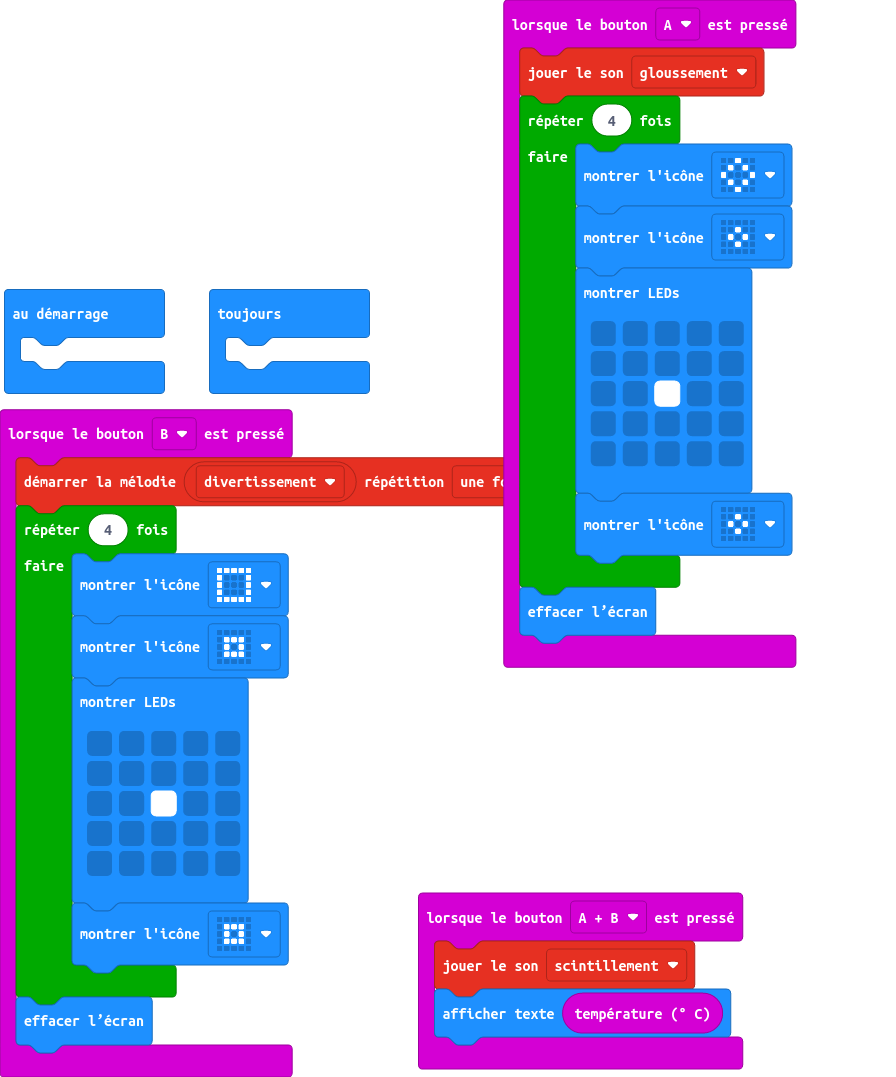 lorsque le bouton A est pressé
jouer le son gloussement
répéter 4 fois
faire
montrer l'icône
montrer l'icône
montrer LEDs
montrer l'icône
effacer l’écran
au démarrage
toujours
lorsque le bouton B est pressé
démarrer la mélodie divertissement répétition une
répéter 4 fois
faire
montrer l'icône
montrer l'icône
montrer LEDs
montrer l'icône
effacer l’écran
lorsque le bouton A + B est pressé
jouer le son scintillement
afficher texte température (° C)